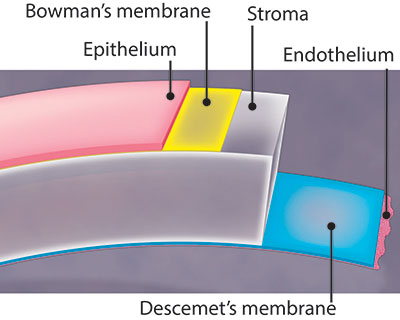 Bowman's membrane
Stroma
Epithelium
Endothelium
Descemet's membrane